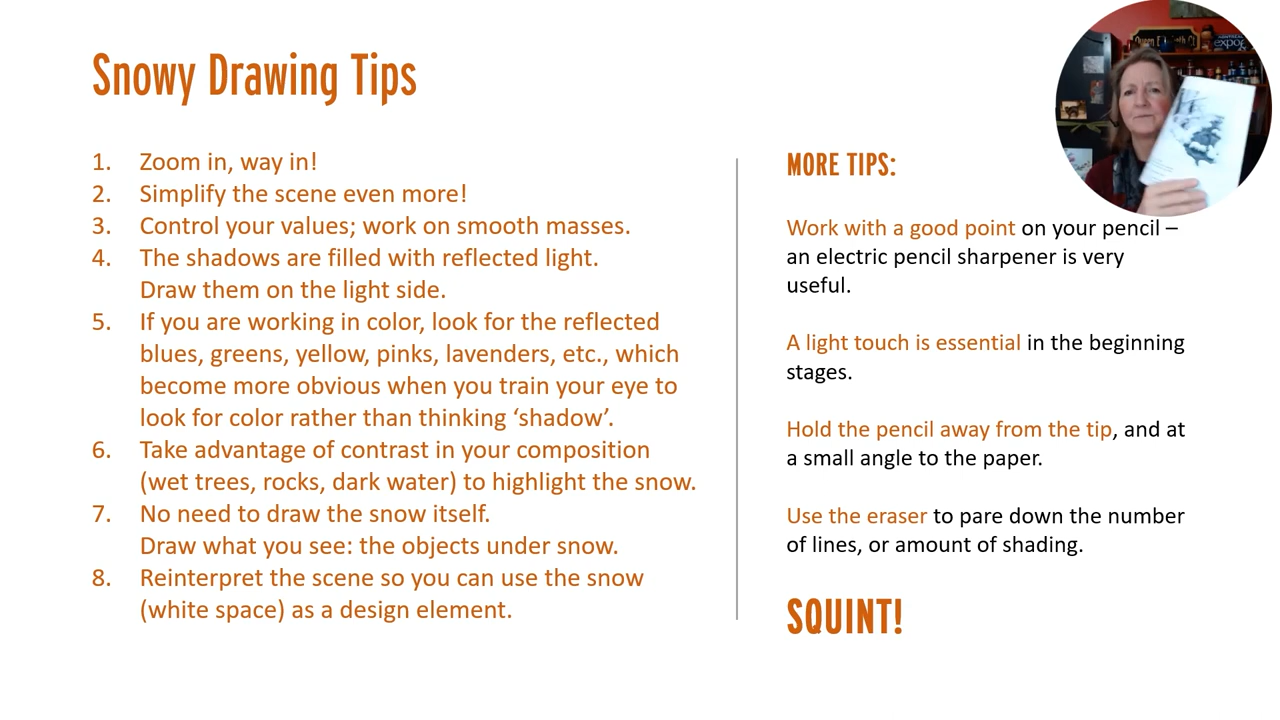 Snowy Drawing Tips
1. Zoom in, way in!
2. Simplify the scene even more!
3. Control your values; work on smooth masses.
4. The shadows are filled with reflected light.
Draw them on the light side.
5. If you are working in color, look for the reflected
blues, greens, yellow, pinks, lavenders, etc., which
become more obvious when you train your eye to
look for color rather than thinking ‘shadow’.
6. Take advantage of contrast in your composition
(wet trees, rocks, dark water) to highlight the snow.
7. No need to draw the snow itself.
Draw what you see: the objects under snow.
8. Reinterpret the scene so you can use the snow
(white space) as a design element.
MORE TIPS:
Work with a good point on your pencil –
an electric pencil sharpener is very
useful.
A light touch is essential in the beginning
stages.
Hold the pencil away from the tip, and at
a small angle to the paper.
Use the eraser to pare down the number
of lines, or amount of shading.
SQUINT!